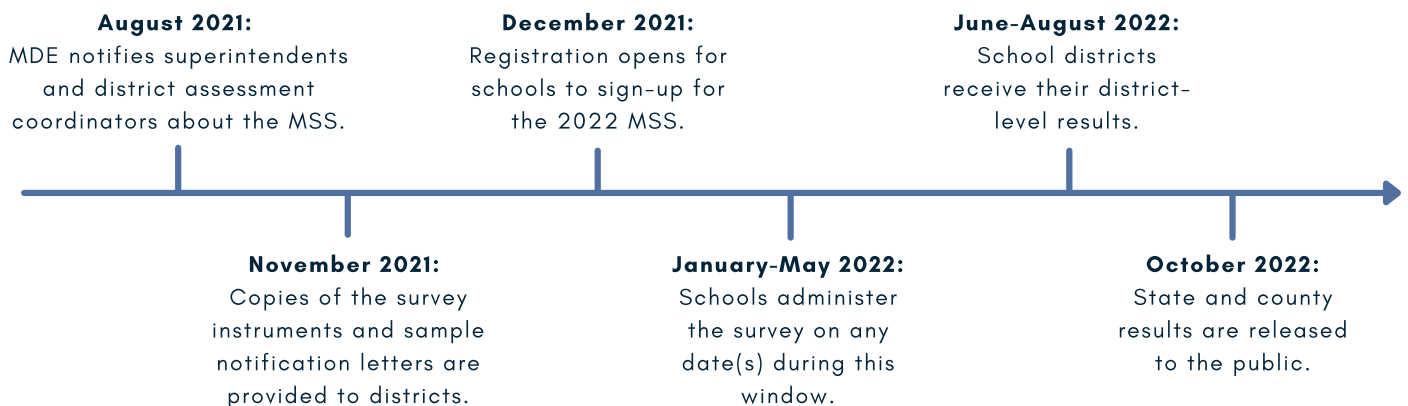 August 2021:
MDE notifies superintendents
and district assessment
coordinators about the MSS.
November 2021:
Copies of the survey
instruments and sample
notification letters are
provided to districts.
December 2021:
Registration opens for
schools to sign-up for
the 2022 MSS.
January-May 2022:
Schools administer
the survey on any
date(s) during this
window.
June-August 2022:
School districts
receive their district-
level results.
October 2022:
State and county
results are released
to the public.